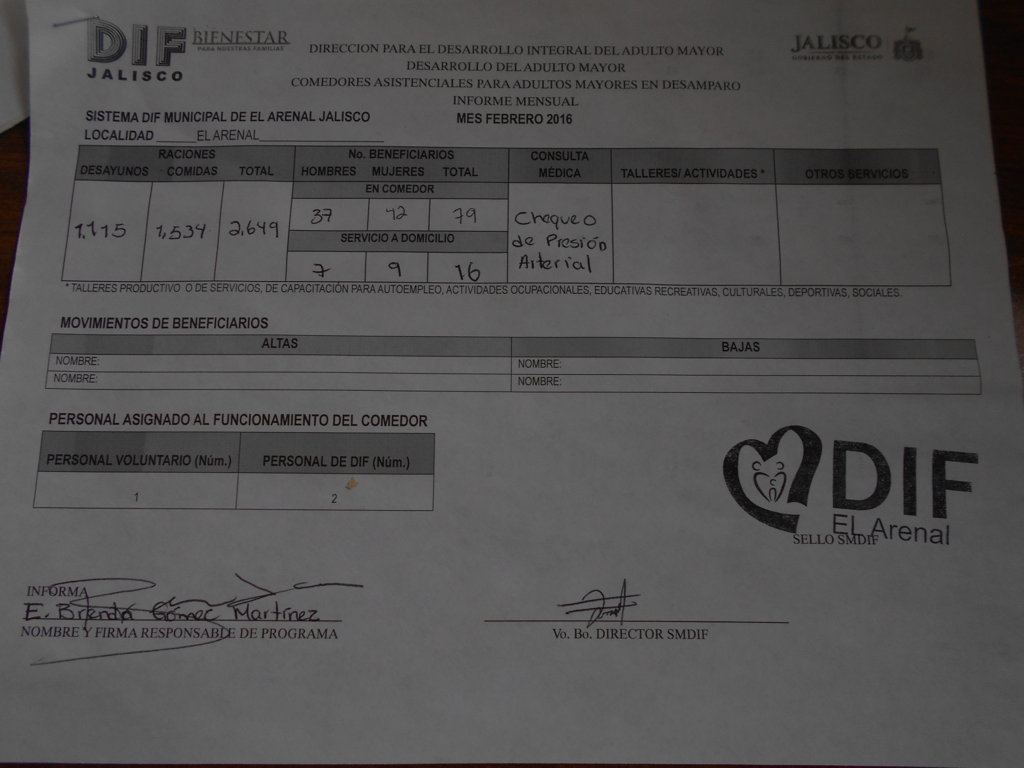 DIF
JALISCO
BIENESTAR
PARA NUESTRAS FAMILIAS
JALISCO
GOBIERNO DEL ESTADO
DIRECCION PARA EL DESARROLLO INTEGRAL DEL ADULTO MAYOR
DESARROLLO DEL ADULTO MAYOR
COMEDORES ASISTENCIALES PARA ADULTOS MAYORES EN DESAMPARO
INFORME MENSUAL
SISTEMA DIF MUNICIPAL DE EL ARENAL JALISCO MES FEBRERO 2016
LOCALIDAD ______EL ARENAL____________________
RACIONES No. BENEFICIARIOS CONSULTA MÉDICA TALLERES/ ACTIVIDADES * OTROS SERVICIOS
DESAYUNOS COMIDAS TOTAL HOMBRES MUJERES TOTAL
EN COMEDOR
1,115 1,534 2,649 37 42 79 Chequeo
de Presión
Arterial
SERVICIO A DOMICILIO
7 9 16
* TALLERES PRODUCTIVO O DE SERVICIOS, DE CAPACITACIÓN PARA AUTOEMPLEO, ACTIVIDADES OCUPACIONALES, EDUCATIVAS RECREATIVAS, CULTURALES, DEPORTIVAS, SOCIALES.
MOVIMIENTOS DE BENEFICIARIOS
ALTAS BAJAS
NOMBRE: NOMBRE:
NOMBRE: NOMBRE:
PERSONAL ASIGNADO AL FUNCIONAMIENTO DEL COMEDOR
PERSONAL VOLUNTARIO (Núm.) PERSONAL DE DIF (Núm.)
1 2
DIF
EL Arenal
SELLO SMDIF
INFORMA
E. Brenda Gómec Martínez
NOMBRE Y FIRMA RESPONSABLE DE PROGRAMA
Vo. Bo. DIRECTOR SMDIF